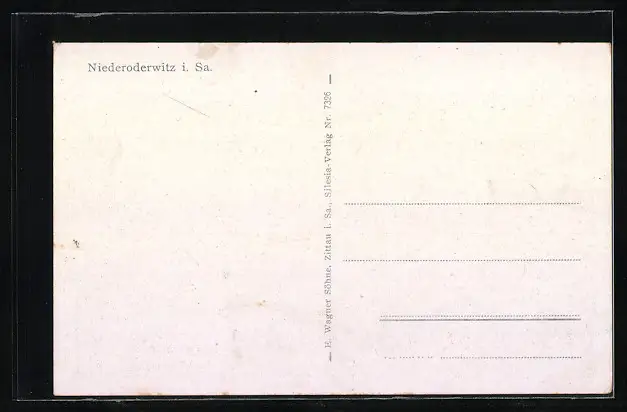 Niederoderwitz i. Sa.
R. Wagner Söhne, Zittau i. Sa., Silesia-Verlag Nr. 7326